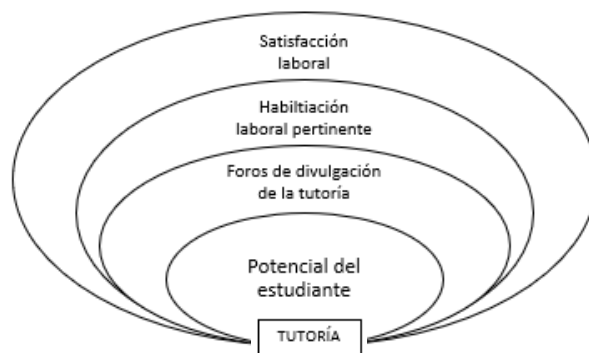 Satisfacción
laboral
Habiltiación
laboral pertinente
Foros de divulgación
de la tutoría
Potencial del
estudiante
TUTORÍA